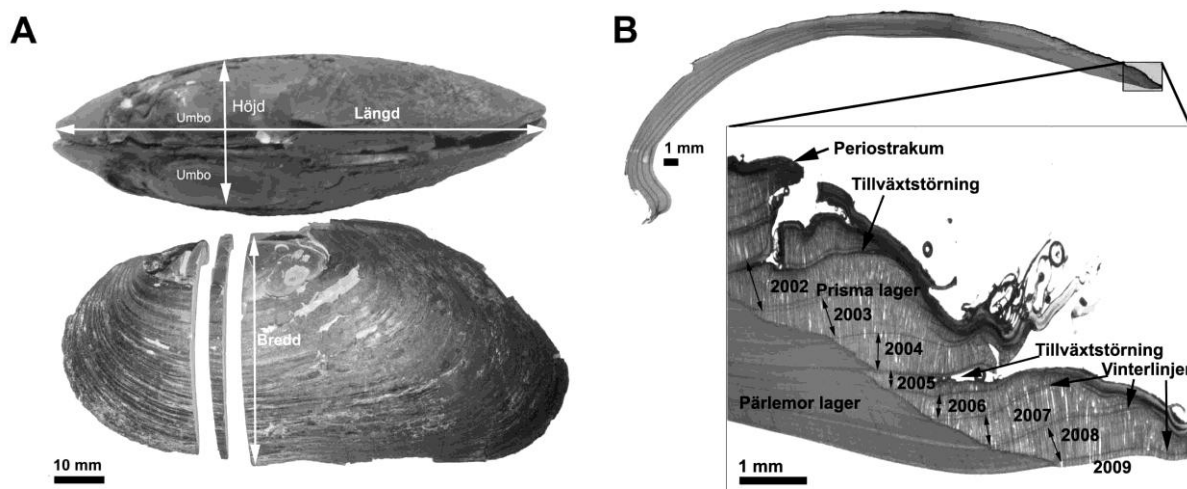 A
Umbo
Höjd
Längd
Umbo
Bredd
10 mm
B
1 mm
Periostrakum
Tillväxtstörning
2002
Prisma lager
2003
2004
Tillväxtstörning
2005
Vinterlinjer
2006
2007
Pärlemor lager
2008
2009
1 mm